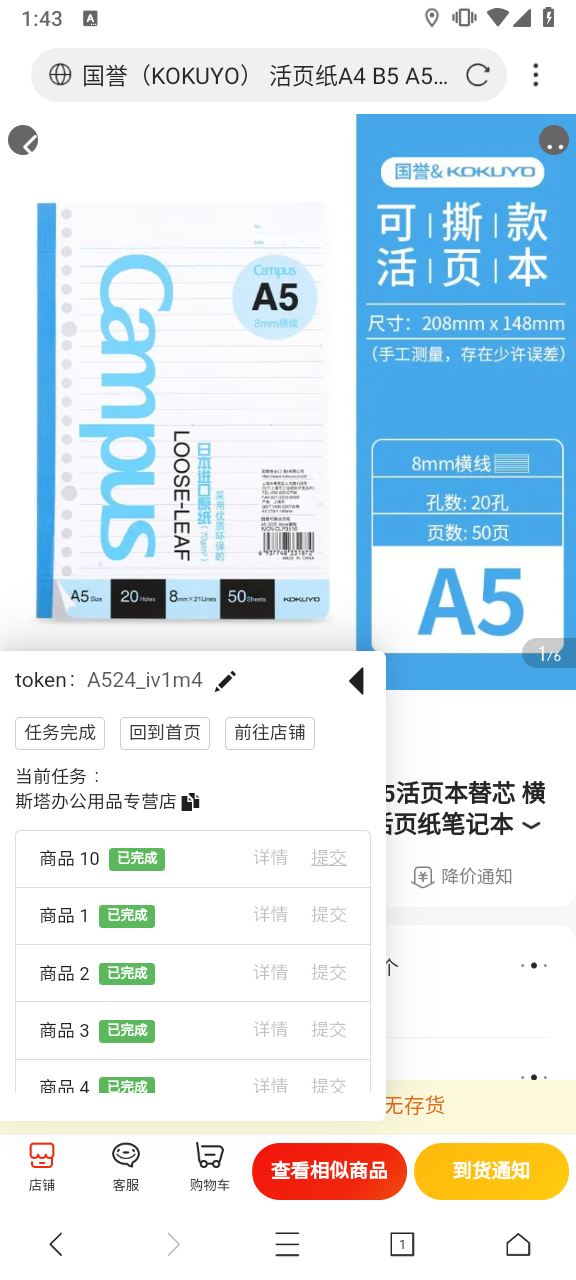 1:43
A
国誉（KOKUYO） 活页纸A4 B5 A5...
国誉&KOKUYO
可 撕 款
活 页 本
尺寸：208mm x 148mm
（手工测量，存在少许误差）
8mm横线
孔数: 20孔
页数: 50页
A5
1/6
Campus
A5
8mm横线
Campus
LOOSE-LEAF
日本进口原纸
采用优质环保的
6 937748 331872
A5 Size
20 Holes
8mm×21Lines
50 Sheets
KOKUYO
token： A524_iv1m4
任务完成
回到首页
前往店铺
当前任务：
斯塔办公用品专营店
商品 10 已完成 详情 提交
商品 1 已完成 详情 提交
商品 2 已完成 详情 提交
商品 3 已完成 详情 提交
商品 4 已完成 详情 提交
5活页本替芯 横
活页纸笔记本
降价通知
个
无存货
店铺
客服
购物车
查看相似商品
到货通知
1